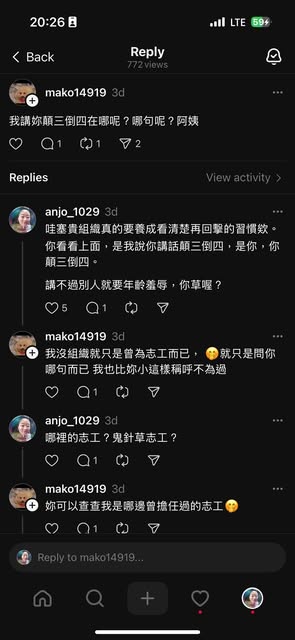 20:26
LTE
59
Back
Reply
772 views
mako14919 3d
我講妳顛三倒四在哪呢？哪句呢？阿姨
1
1
2
Replies
View activity
anjo_1029 3d
哇塞貴組織真的要養成看清楚再回擊的習慣欸。
你看看上面，是我說你講話顛三倒四，是你，你
顛三倒四。
講不過別人就要年齡羞辱，你草喔？
5
1
mako14919 3d
我沒組織就只是曾為志工而已， 🤭就只是問你
哪句而已 我也比妳小這樣稱呼不為過
1
anjo_1029 3d
哪裡的志工？鬼針草志工？
1
mako14919 3d
妳可以查查我是哪邊曾擔任過的志工🤭
1
Reply to mako14919...